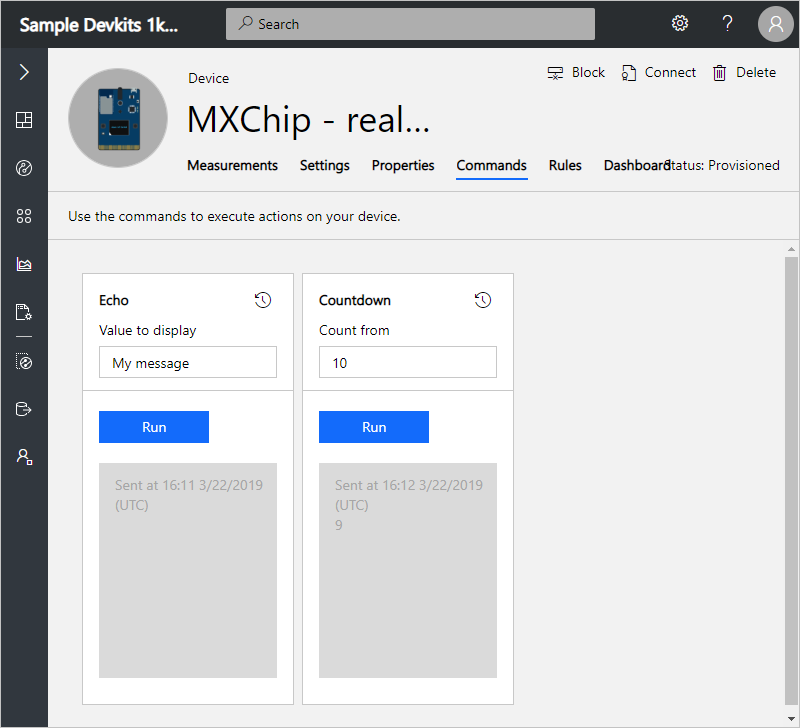 Sample Devkits 1k...
Search
?
Device
Block
Connect
Delete
MXChip - real...
Measurements
Settings
Properties
Commands
Rules
Dashboard
Status: Provisioned
Use the commands to execute actions on your device.
Echo
Value to display
My message
Run
Sent at 16:11 3/22/2019
(UTC)
Countdown
Count from
10
Run
Sent at 16:12 3/22/2019
(UTC)
9